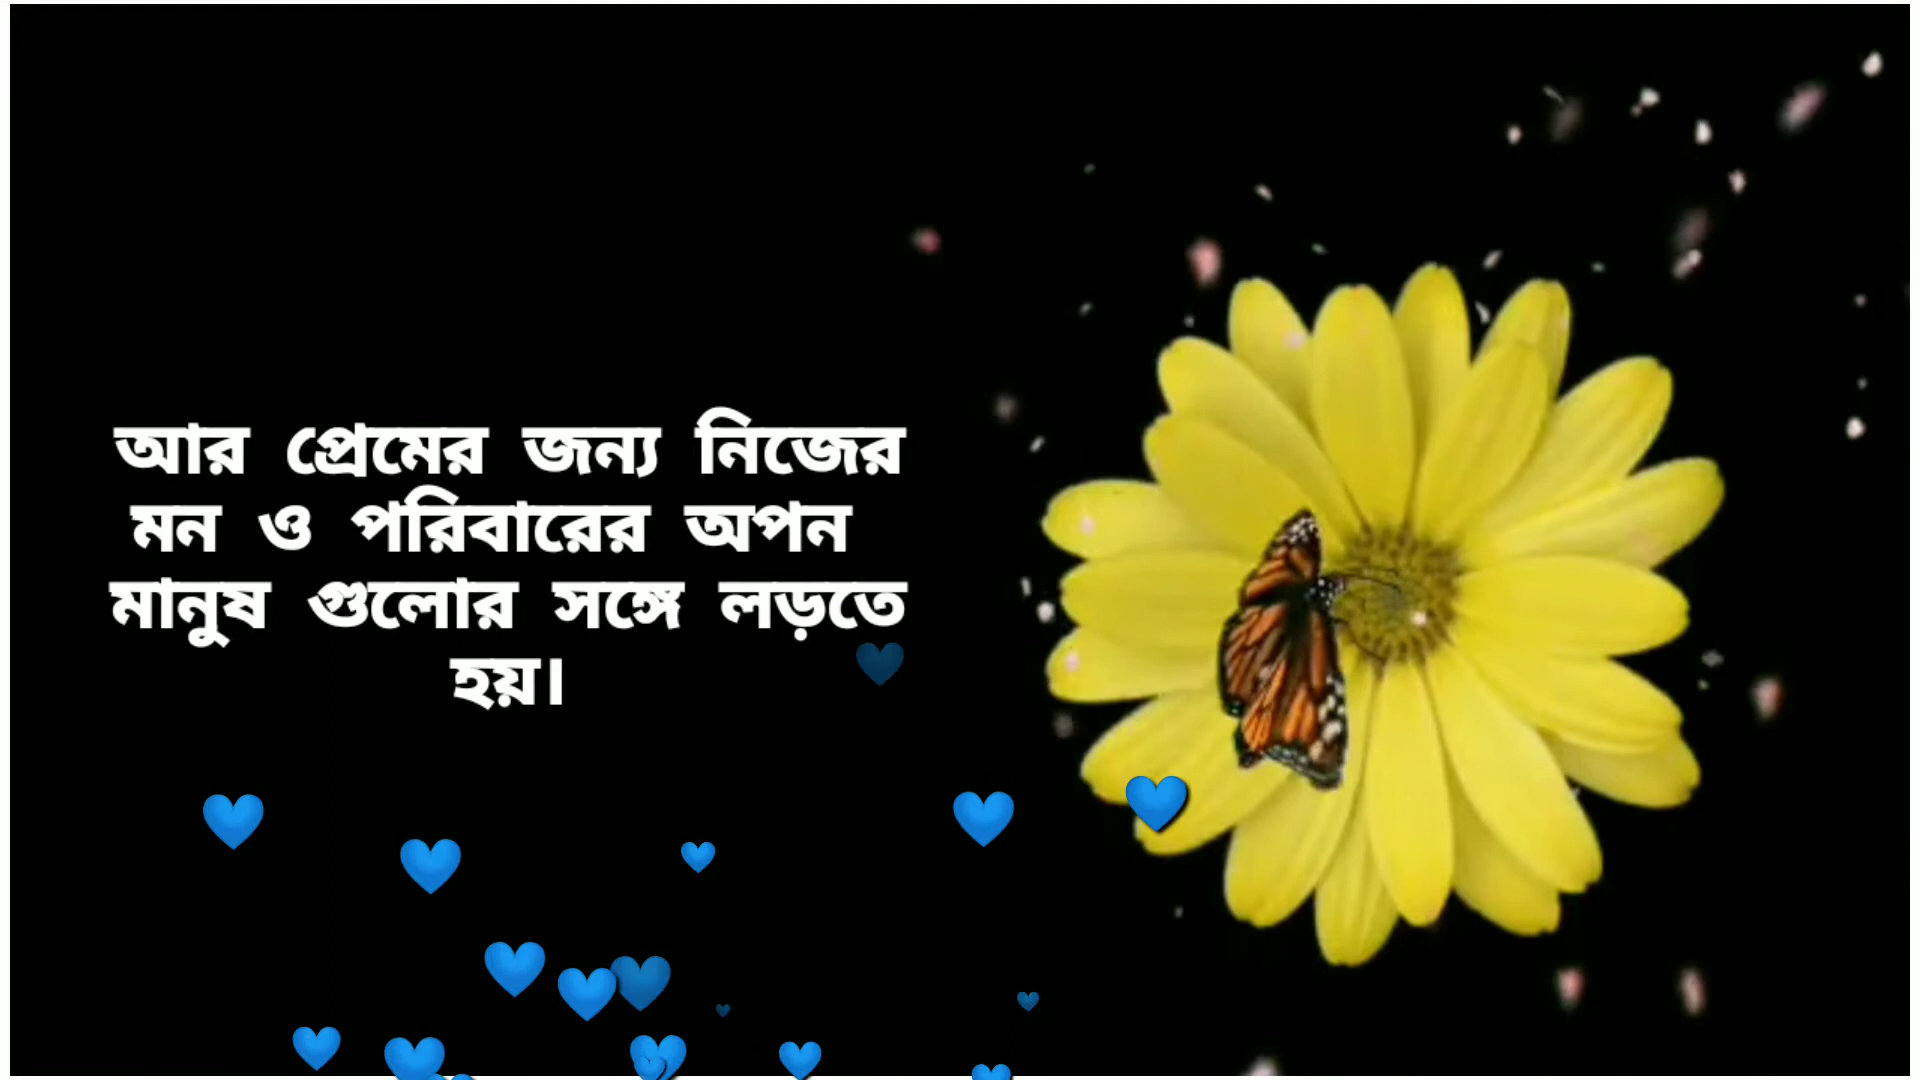 আর প্রেমের জন্য নিজের
মন ও পরিবারের অপন
মানুষ গুলোর সঙ্গে লড়তে
হয়।